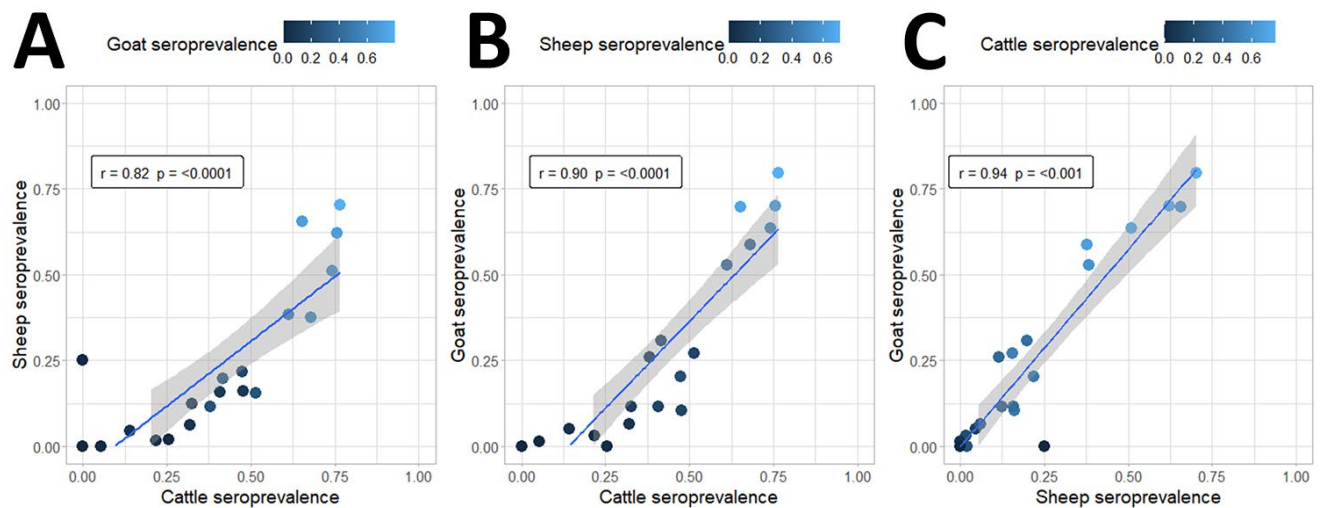 A
Goat seroprevalence
0.0 0.2 0.4 0.6
Sheep seroprevalence
1.00
0.75
0.50
0.25
0.00
r = 0.82 p = <0.0001
0.00 0.25 0.50 0.75 1.00
Cattle seroprevalence
B
Sheep seroprevalence
0.0 0.2 0.4 0.6
Goat seroprevalence
1.00
0.75
0.50
0.25
0.00
r = 0.90 p = <0.0001
0.00 0.25 0.50 0.75 1.00
Cattle seroprevalence
C
Cattle seroprevalence
0.0 0.2 0.4 0.6
Goat seroprevalence
1.00
0.75
0.50
0.25
0.00
r = 0.94 p = <0.001
0.00 0.25 0.50 0.75 1.00
Sheep seroprevalence